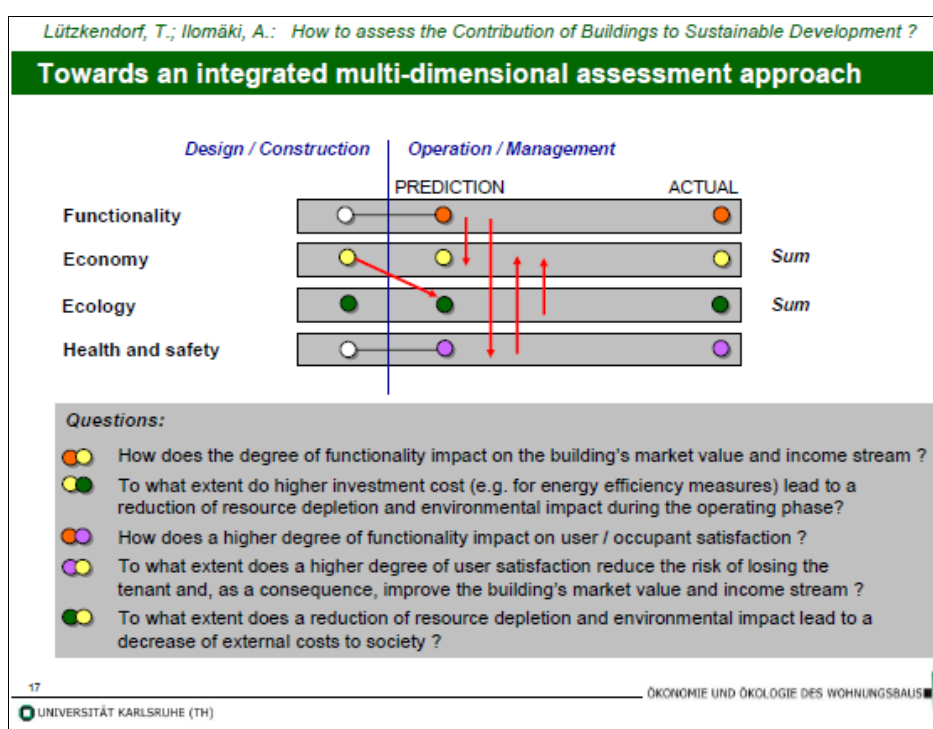 Lützkendorf, T.; Ilomäki, A.: How to assess the Contribution of Buildings to Sustainable Development ?
Towards an integrated multi-dimensional assessment approach
Design / Construction Operation / Management
PREDICTION ACTUAL
Functionality
Economy Sum
Ecology Sum
Health and safety
Questions:
How does the degree of functionality impact on the building's market value and income stream ?
To what extent do higher investment cost (e.g. for energy efficiency measures) lead to a
reduction of resource depletion and environmental impact during the operating phase?
How does a higher degree of functionality impact on user / occupant satisfaction ?
To what extent does a higher degree of user satisfaction reduce the risk of losing the
tenant and, as a consequence, improve the building's market value and income stream ?
To what extent does a reduction of resource depletion and environmental impact lead to a
decrease of external costs to society ?
17
ÖKONOMIE UND ÖKOLOGIE DES WOHNUNGSBAUS
UNIVERSITÄT KARLSRUHE (TH)